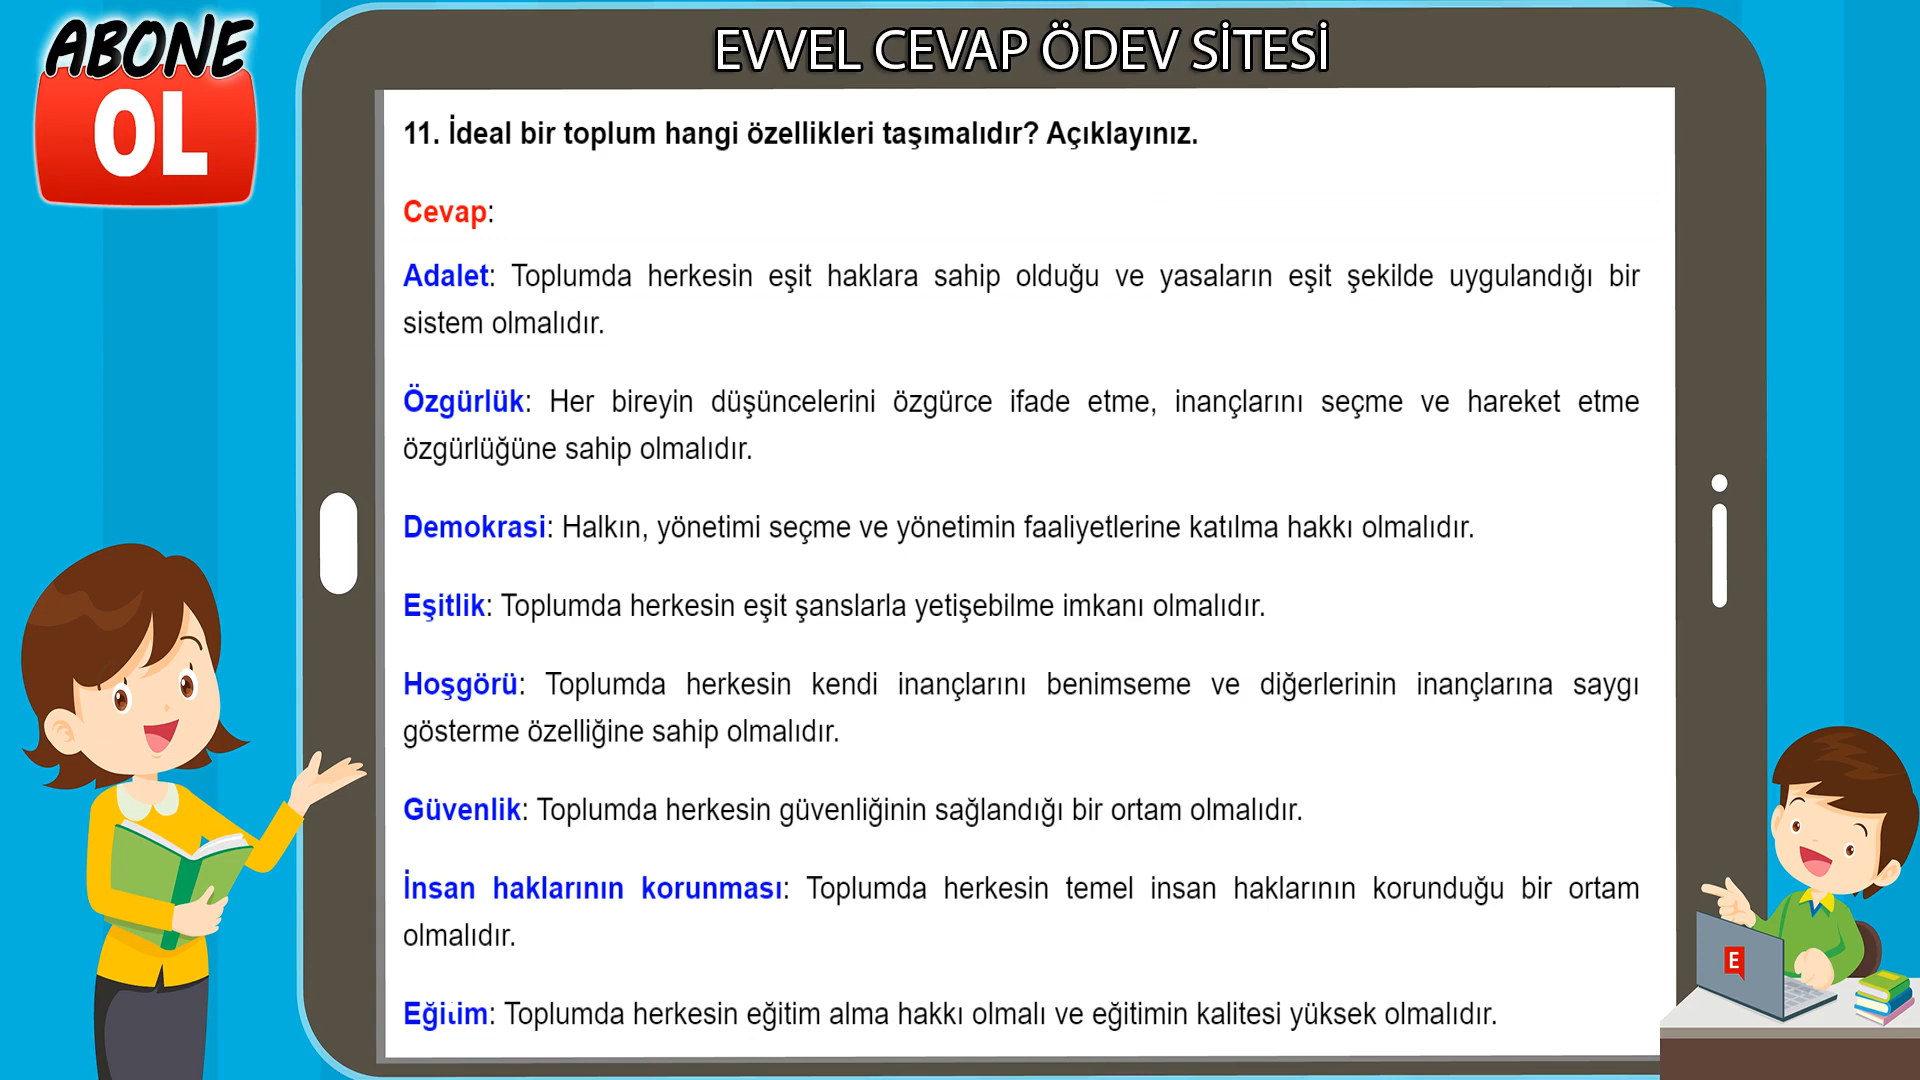 ABONE
OL
EVVEL CEVAP ÖDEV SİTESİ
11. İdeal bir toplum hangi özellikleri taşımalıdır? Açıklayınız.
Cevap:
Adalet: Toplumda herkesin eşit haklara sahip olduğu ve yasaların eşit şekilde uygulandığı bir
sistem olmalıdır.
Özgürlük: Her bireyin düşüncelerini özgürce ifade etme, inançlarını seçme ve hareket etme
özgürlüğüne sahip olmalıdır.
Demokrasi: Halkın, yönetimi seçme ve yönetimin faaliyetlerine katılma hakkı olmalıdır.
Eşitlik: Toplumda herkesin eşit şanslarla yetişebilme imkanı olmalıdır.
Hoşgörü: Toplumda herkesin kendi inançlarını benimseme ve diğerlerinin inançlarına saygı
gösterme özelliğine sahip olmalıdır.
Güvenlik: Toplumda herkesin güvenliğinin sağlandığı bir ortam olmalıdır.
İnsan haklarının korunması: Toplumda herkesin temel insan haklarının korunduğu bir ortam
olmalıdır.
Eğitim: Toplumda herkesin eğitim alma hakkı olmalı ve eğitimin kalitesi yüksek olmalıdır.
E